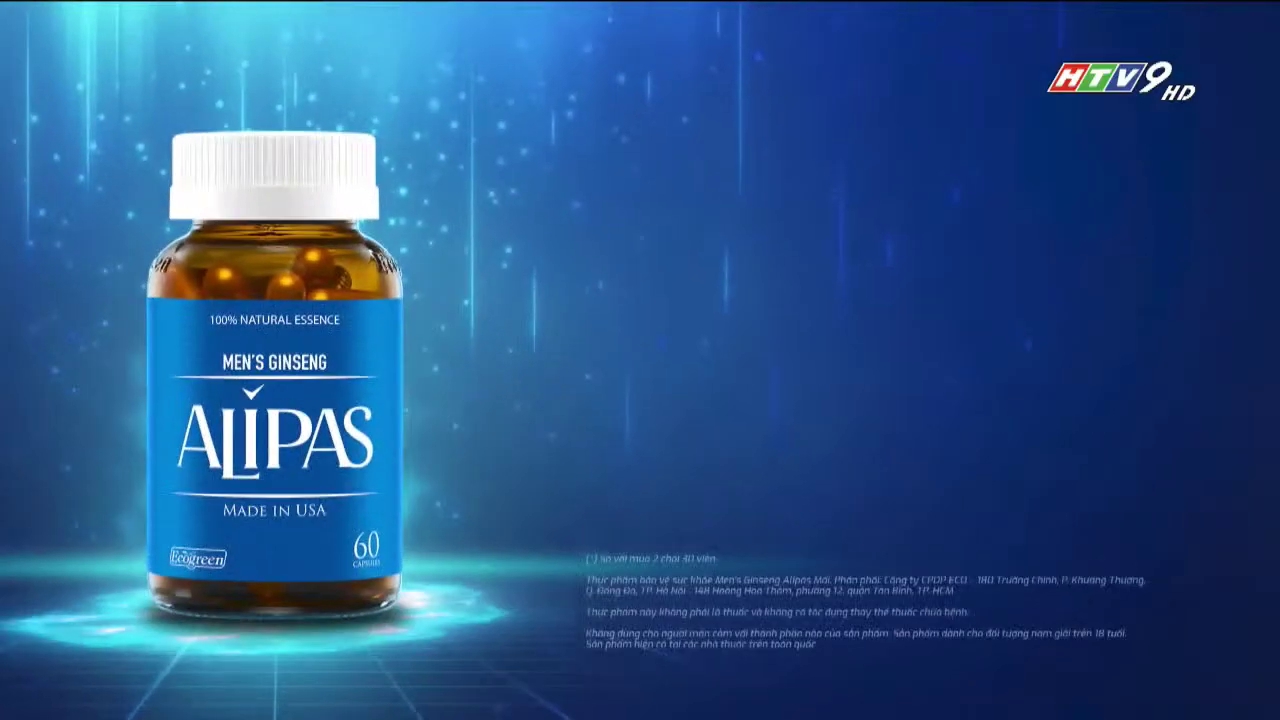 HTV9 HD
100% NATURAL ESSENCE
MEN'S GINSENG
ALIPAS
MADE IN USA
Ecogreen
60
CAPSULES
(*) So với mua 2 chai 30 viên.
Thực phẩm bảo vệ sức khỏe Men's Ginseng Alipas Mới. Phân phối: Công ty CPDP ECO - 180 Trường Chinh, P. Khương Thượng,
Q. Đống Đa, TP. Hà Nội - 148 Hoàng Hoa Thám, phường 12, quận Tân Bình, TP. HCM
Thực phẩm này không phải là thuốc và không có tác dụng thay thế thuốc chữa bệnh.
Không dùng cho người mẫn cảm với thành phần nào của sản phẩm. Sản phẩm dành cho đối tượng nam giới trên 18 tuổi.
Sản phẩm hiện có tại các nhà thuốc trên toàn quốc